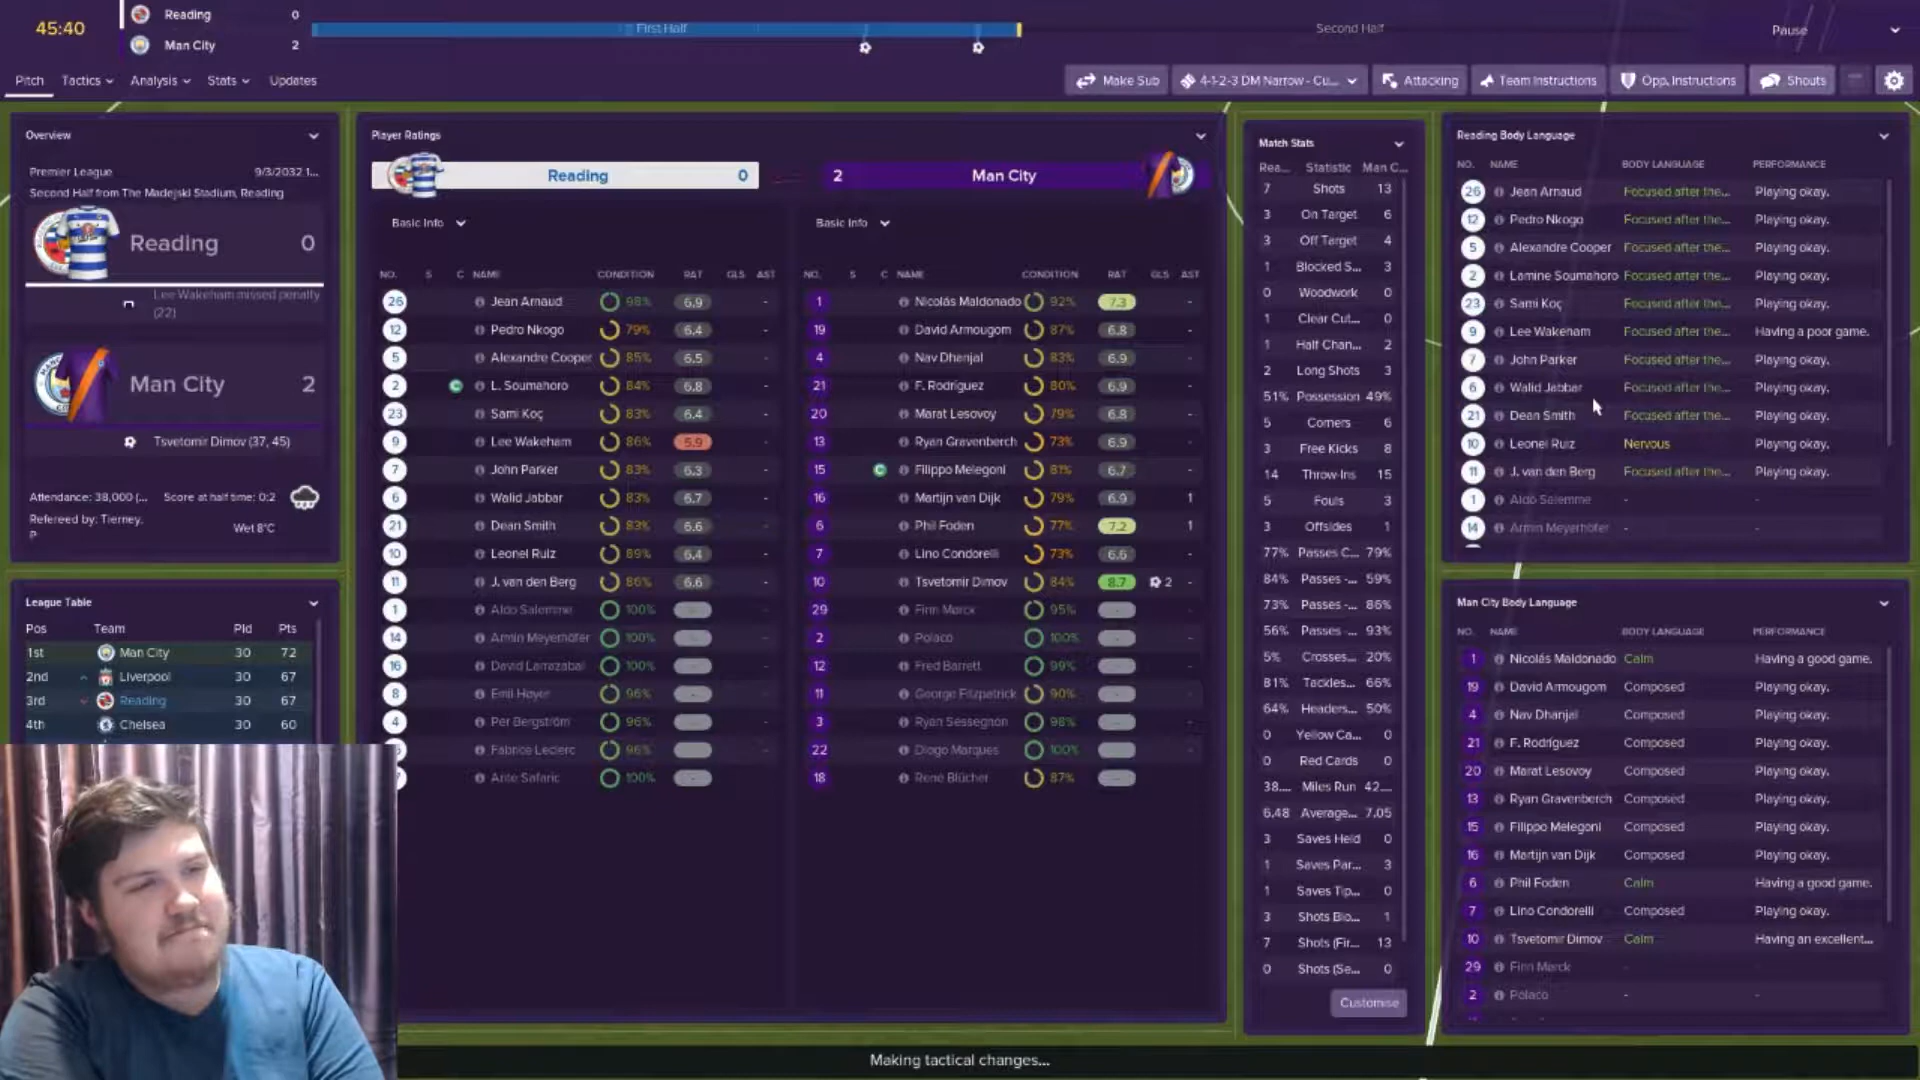 45:40
Reading 0
Man City 2
First Half
Second Half
Pause
Pitch Tactics Analysis Stats Updates
Make Sub 4-1-2-3 DM Narrow - Cu... Attacking Team Instructions Opp. Instructions Shouts
Overview
Premier League 9/3/2032 1...
Second Half from The Madejski Stadium, Reading
Reading 0
Lee Wakeham missed penalty
(22)
Man City 2
Tsvetomir Dimov (37, 45)
Attendance: 38,000 (... Score at half time: 0:2
Refereed by: Tierney,
P
Wet 8°C
League Table
Pos Team Pld Pts
1st Man City 30 72
2nd Liverpool 30 67
3rd Reading 30 67
4th Chelsea 30 60
Player Ratings
Reading 0
2 Man City
Basic Info
Basic Info
NO. S C NAME CONDITION RAT GLS AST
26 Jean Arnaud 98% 6.9 -
12 Pedro Nkogo 79% 6.4 -
5 Alexandre Cooper 85% 6.5 -
2 C L. Soumahoro 84% 6.8 -
23 Sami Koç 83% 6.4 -
9 Lee Wakeham 86% 5.9 -
7 John Parker 83% 6.3 -
6 Walid Jabbar 83% 6.7 -
21 Dean Smith 83% 6.6 -
10 Leonel Ruiz 89% 6.4 -
11 J. van den Berg 86% 6.6 -
1 Aldo Salemme 100% -
14 Armin Meyerhöfer 100% -
16 David Larrazabal 100% -
8 Emil Høyer 96% -
4 Per Bergström 96% -
Fabrice Leclerc 96% -
Ante Safaric 100% -
NO. S C NAME CONDITION RAT GLS AST
1 Nicolás Maldonado 92% 7.3 -
19 David Armougom 87% 6.8 -
4 Nav Dhanjal 83% 6.9 -
21 F. Rodríguez 80% 6.9 -
20 Marat Lesovoy 79% 6.8 -
13 Ryan Gravenberch 73% 6.9 -
15 C Filippo Melegoni 81% 6.7 -
16 Martijn van Dijk 79% 6.9 1
6 Phil Foden 77% 7.2 1
7 Lino Condorelli 73% 6.6 -
10 Tsvetomir Dimov 84% 8.7 2 -
29 Finn Mørck 95% -
2 Polaco 100% -
12 Fred Barrett 99% -
11 George Fitzpatrick 90% -
3 Ryan Sessegnon 98% -
22 Diogo Marques 100% -
18 René Blücher 87% -
Match Stats
Rea... Statistic Man C...
7 Shots 13
3 On Target 6
3 Off Target 4
1 Blocked S... 3
0 Woodwork 0
1 Clear Cut... 0
1 Half Chan... 2
2 Long Shots 3
51% Possession 49%
5 Corners 6
3 Free Kicks 8
14 Throw-Ins 15
5 Fouls 3
3 Offsides 1
77% Passes C... 79%
84% Passes -... 59%
73% Passes -... 86%
56% Passes -... 93%
5% Crosses... 20%
81% Tackles... 66%
64% Headers... 50%
0 Yellow Ca... 0
0 Red Cards 0
38.... Miles Run 42....
6.48 Average... 7.05
3 Saves Held 0
1 Saves Par... 3
1 Saves Tip... 0
3 Shots Blo... 1
7 Shots (Fir... 13
0 Shots (Se... 0
Customise
Reading Body Language
NO. NAME BODY LANGUAGE PERFORMANCE
26 Jean Arnaud Focused after the... Playing okay.
12 Pedro Nkogo Focused after the... Playing okay.
5 Alexandre Cooper Focused after the... Playing okay.
2 Lamine Soumahoro Focused after the... Playing okay.
23 Sami Koç Focused after the... Playing okay.
9 Lee Wakeham Focused after the... Having a poor game.
7 John Parker Focused after the... Playing okay.
6 Walid Jabbar Focused after the... Playing okay.
21 Dean Smith Focused after the... Playing okay.
10 Leonel Ruiz Nervous Playing okay.
11 J. van den Berg Focused after the... Playing okay.
1 Aldo Salemme - -
14 Armin Meyerhöfer - -
Man City Body Language
NO. NAME BODY LANGUAGE PERFORMANCE
1 Nicolás Maldonado Calm Having a good game.
19 David Armougom Composed Playing okay.
4 Nav Dhanjal Composed Playing okay.
21 F. Rodríguez Composed Playing okay.
20 Marat Lesovoy Composed Playing okay.
13 Ryan Gravenberch Composed Playing okay.
15 Filippo Melegoni Composed Playing okay.
16 Martijn van Dijk Composed Playing okay.
6 Phil Foden Calm Having a good game.
7 Lino Condorelli Composed Playing okay.
10 Tsvetomir Dimov Calm Having an excellent...
29 Finn Mørck - -
2 Polaco - -
Making tactical changes...